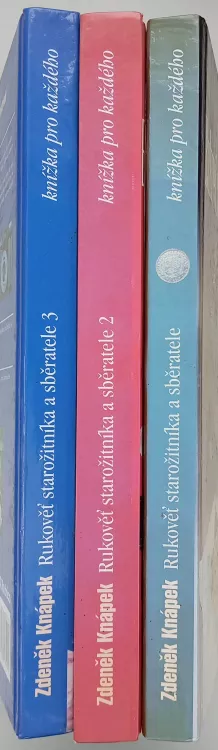 Zdeněk Knápek Rukověť starožitníka a sběratele 3 knížka pro každého
Zdeněk Knápek Rukověť starožitníka a sběratele 2 knížka pro každého
Zdeněk Knápek Rukověť starožitníka a sběratele knížka pro každého